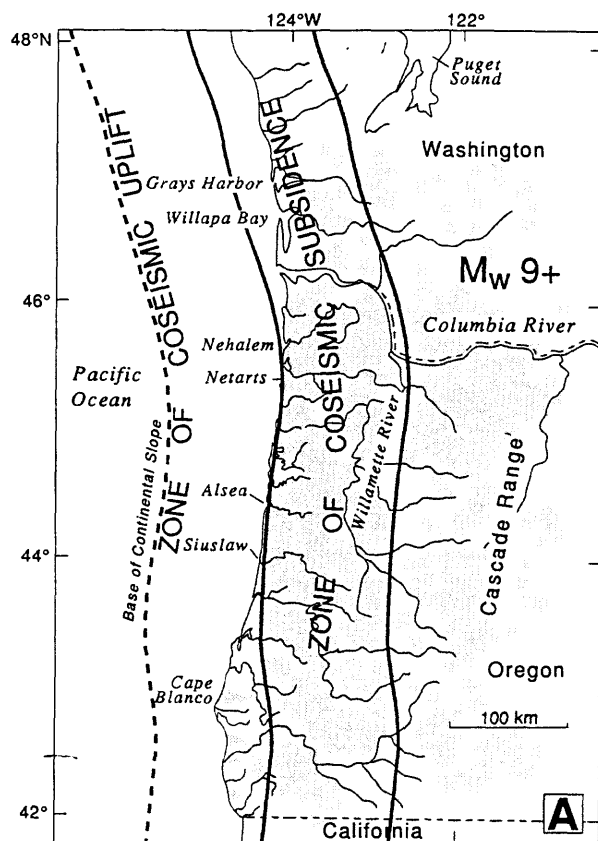 124°W
122°
48°N
Puget
Sound
Washington
Grays Harbor
Willapa Bay
ZONE OF COSEISMIC UPLIFT
ZONE OF COSEISMIC SUBSIDENCE
Mw 9+
46°
Columbia River
Nehalem
Netarts
Pacific
Ocean
Base of Continental Slope
Willamette River
Alsea
Siuslaw
44°
Cascade Range
Oregon
Cape
Blanco
100 km
42°
California
A